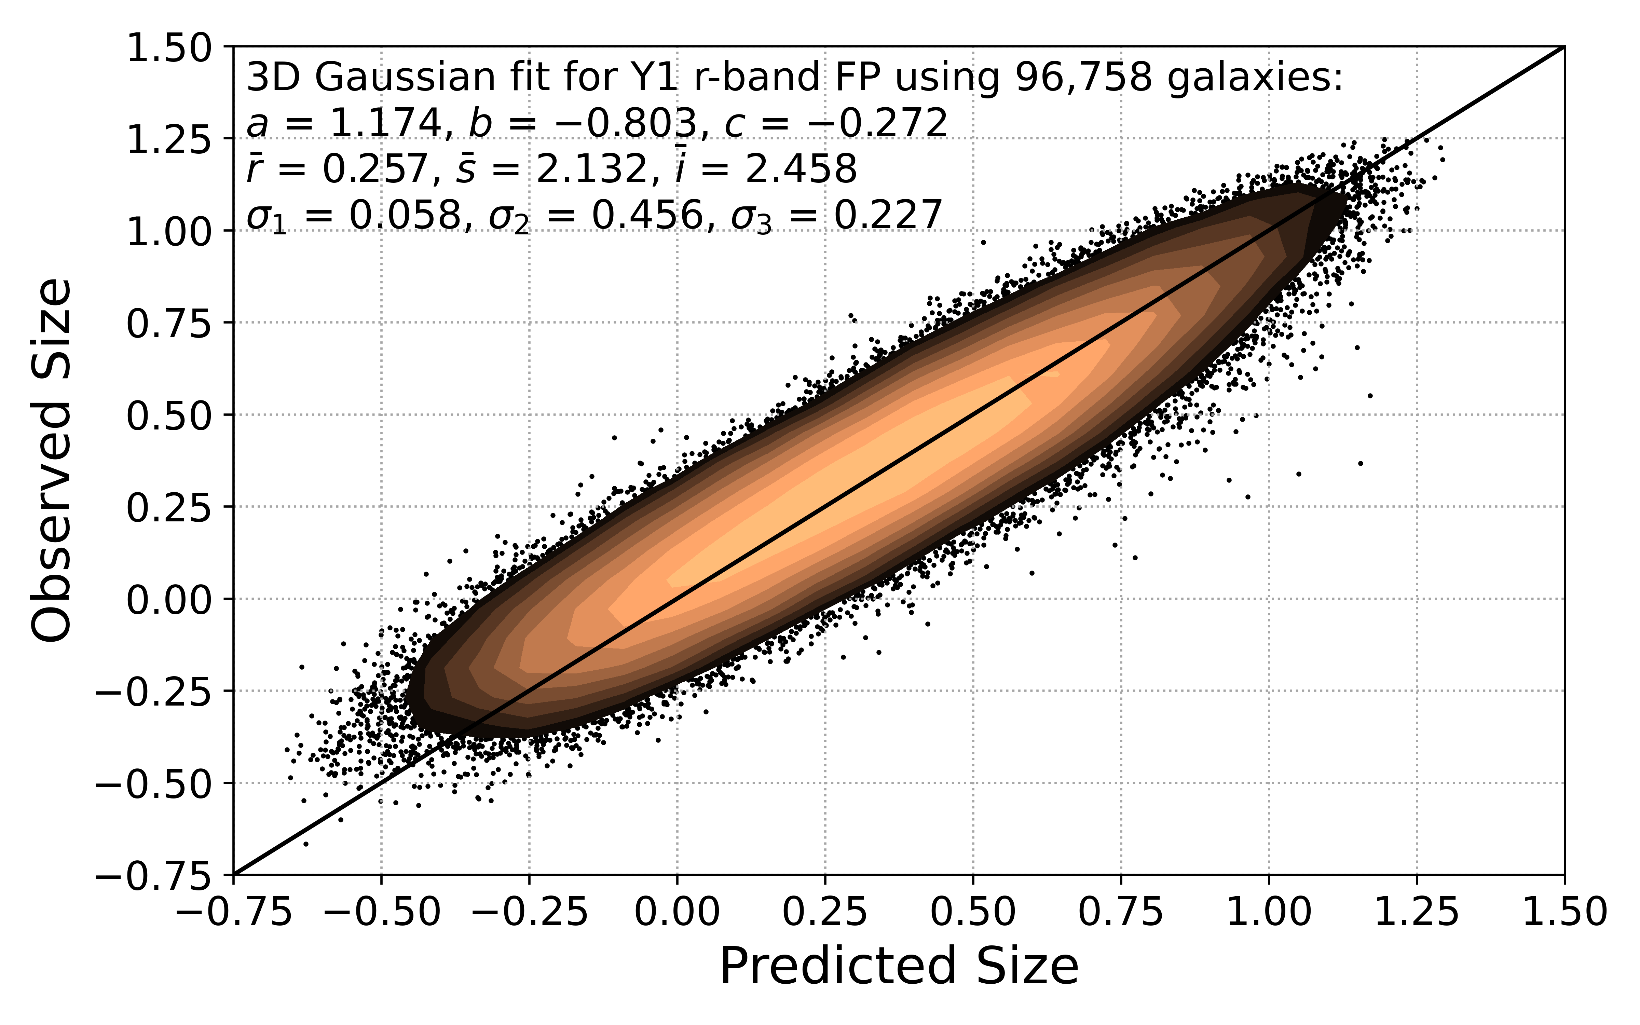 1.50
1.25
1.00
0.75
0.50
0.25
0.00
−0.25
−0.50
−0.75
Observed Size
3D Gaussian fit for Y1 r-band FP using 96,758 galaxies:
a = 1.174, b = −0.803, c = −0.272
r̄ = 0.257, s̄ = 2.132, ī = 2.458
σ₁ = 0.058, σ₂ = 0.456, σ₃ = 0.227
−0.75 −0.50 −0.25 0.00 0.25 0.50 0.75 1.00 1.25 1.50
Predicted Size